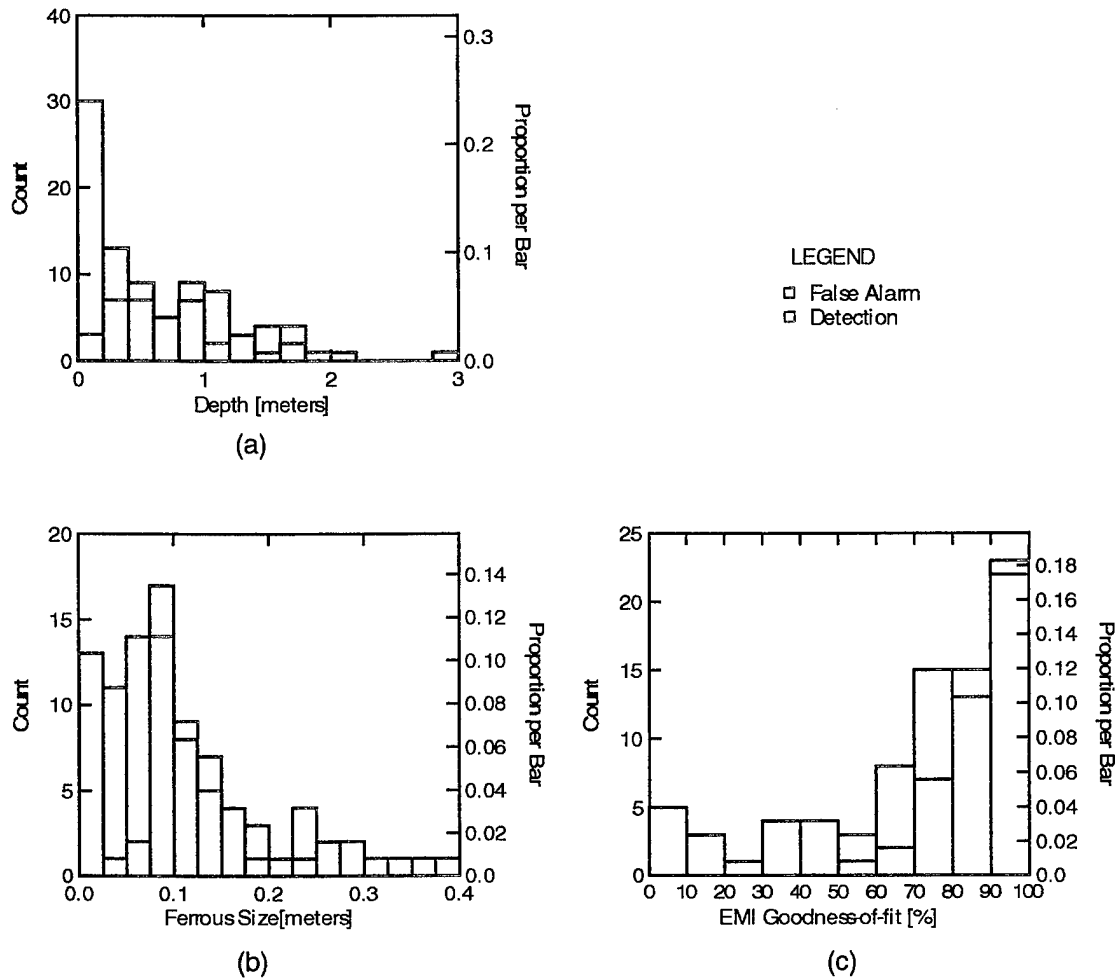 40
30
20
10
0
Count
0.3
0.2
0.1
0.0
Proportion per Bar
0 1 2 3
Depth [meters]
(a)
LEGEND
False Alarm
Detection
20
15
10
5
0
Count
0.14
0.12
0.10
0.08
0.06
0.04
0.02
0.0
Proportion per Bar
0.0 0.1 0.2 0.3 0.4
Ferrous Size[meters]
(b)
25
20
15
10
5
0
Count
0.18
0.16
0.14
0.12
0.10
0.08
0.06
0.04
0.02
0.0
Proportion per Bar
0 10 20 30 40 50 60 70 80 90 100
EMI Goodness-of-fit [%]
(c)